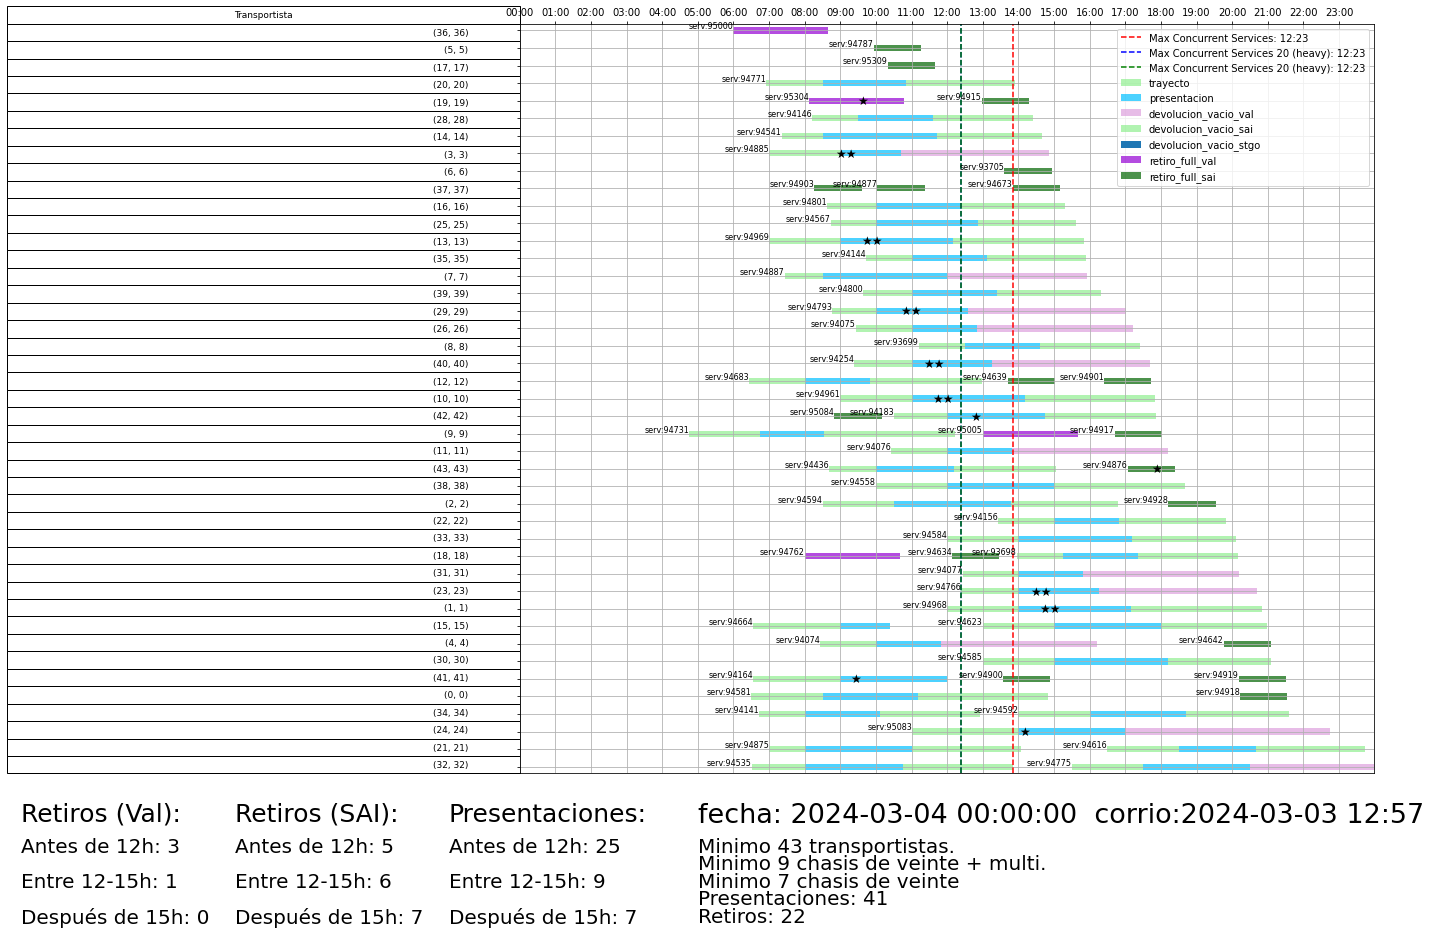 Transportista
00:00 01:00 02:00 03:00 04:00 05:00 06:00 07:00 08:00 09:00 10:00 11:00 12:00 13:00 14:00 15:00 16:00 17:00 18:00 19:00 20:00 21:00 22:00 23:00
Max Concurrent Services: 12:23
Max Concurrent Services 20 (heavy): 12:23
Max Concurrent Services 20 (heavy): 12:23
trayecto
presentacion
devolucion_vacio_val
devolucion_vacio_sai
devolucion_vacio_stgo
retiro_full_val
retiro_full_sai
(36, 36) serv:95000
(5, 5) serv:94787
(17, 17) serv:95309
(20, 20) serv:94771
(19, 19) serv:95304 serv:94915
(28, 28) serv:94146
(14, 14) serv:94541
(3, 3) serv:94885
(6, 6) serv:93705
(37, 37) serv:94903 serv:94877 serv:94673
(16, 16) serv:94801
(25, 25) serv:94567
(13, 13) serv:94969
(35, 35) serv:94144
(7, 7) serv:94887
(39, 39) serv:94800
(29, 29) serv:94793
(26, 26) serv:94075
(8, 8) serv:93699
(40, 40) serv:94254
(12, 12) serv:94683 serv:94639 serv:94901
(10, 10) serv:94961
(42, 42) serv:95084 serv:94183
(9, 9) serv:94731 serv:95005 serv:94917
(11, 11) serv:94076
(43, 43) serv:94436 serv:94876
(38, 38) serv:94558
(2, 2) serv:94594 serv:94928
(22, 22) serv:94156
(33, 33) serv:94584
(18, 18) serv:94762 serv:94634 serv:93698
(31, 31) serv:94077
(23, 23) serv:94766
(1, 1) serv:94968
(15, 15) serv:94664 serv:94623
(4, 4) serv:94074 serv:94642
(30, 30) serv:94585
(41, 41) serv:94164 serv:94900 serv:94919
(0, 0) serv:94581 serv:94918
(34, 34) serv:94141 serv:94592
(24, 24) serv:95083
(21, 21) serv:94875 serv:94616
(32, 32) serv:94535 serv:94775
Retiros (Val):
Antes de 12h: 3
Entre 12-15h: 1
Después de 15h: 0
Retiros (SAI):
Antes de 12h: 5
Entre 12-15h: 6
Después de 15h: 7
Presentaciones:
Antes de 12h: 25
Entre 12-15h: 9
Después de 15h: 7
fecha: 2024-03-04 00:00:00 corrio:2024-03-03 12:57
Minimo 43 transportistas.
Minimo 9 chasis de veinte + multi.
Minimo 7 chasis de veinte
Presentaciones: 41
Retiros: 22